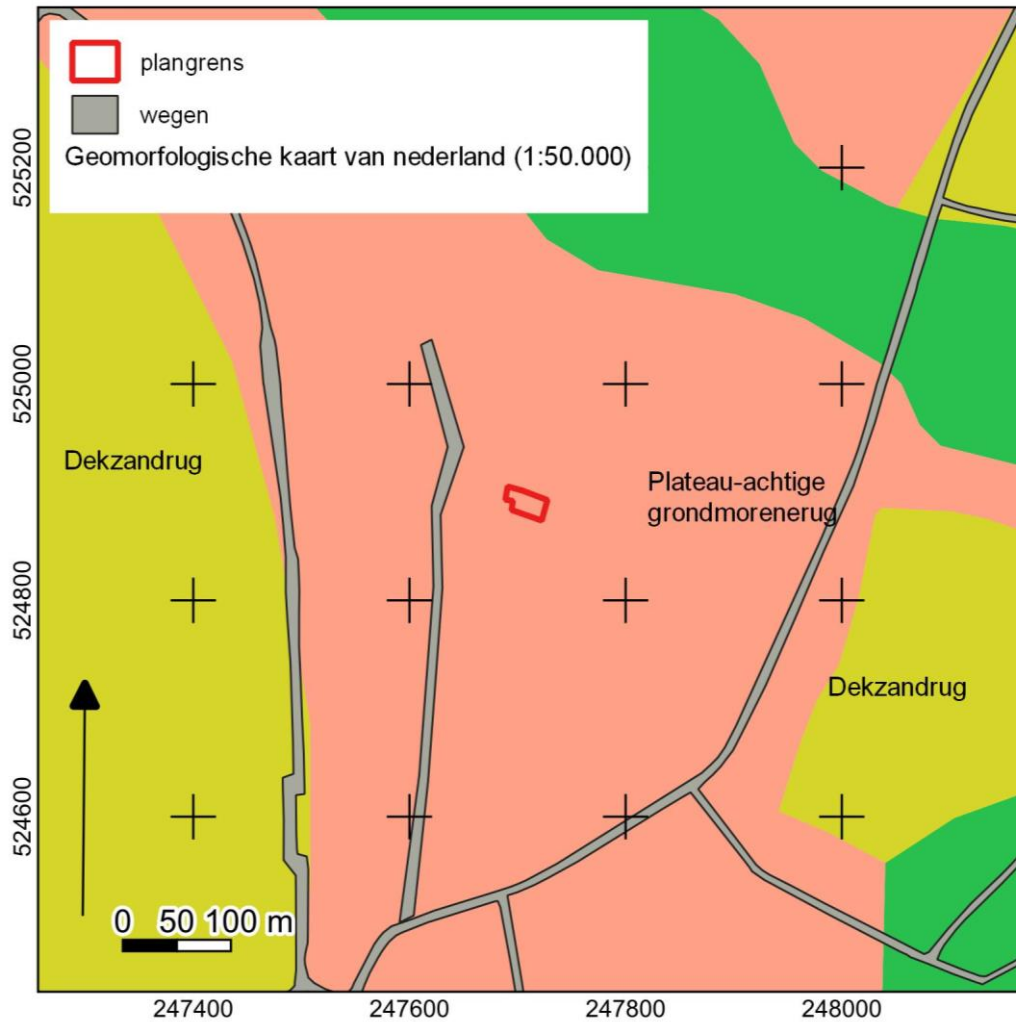 plangrens
wegen
Geomorfologische kaart van nederland (1:50.000)
525200
525000
Dekzandrug
Plateau-achtige
grondmorenerug
524800
Dekzandrug
524600
0 50 100 m
247400 247600 247800 248000